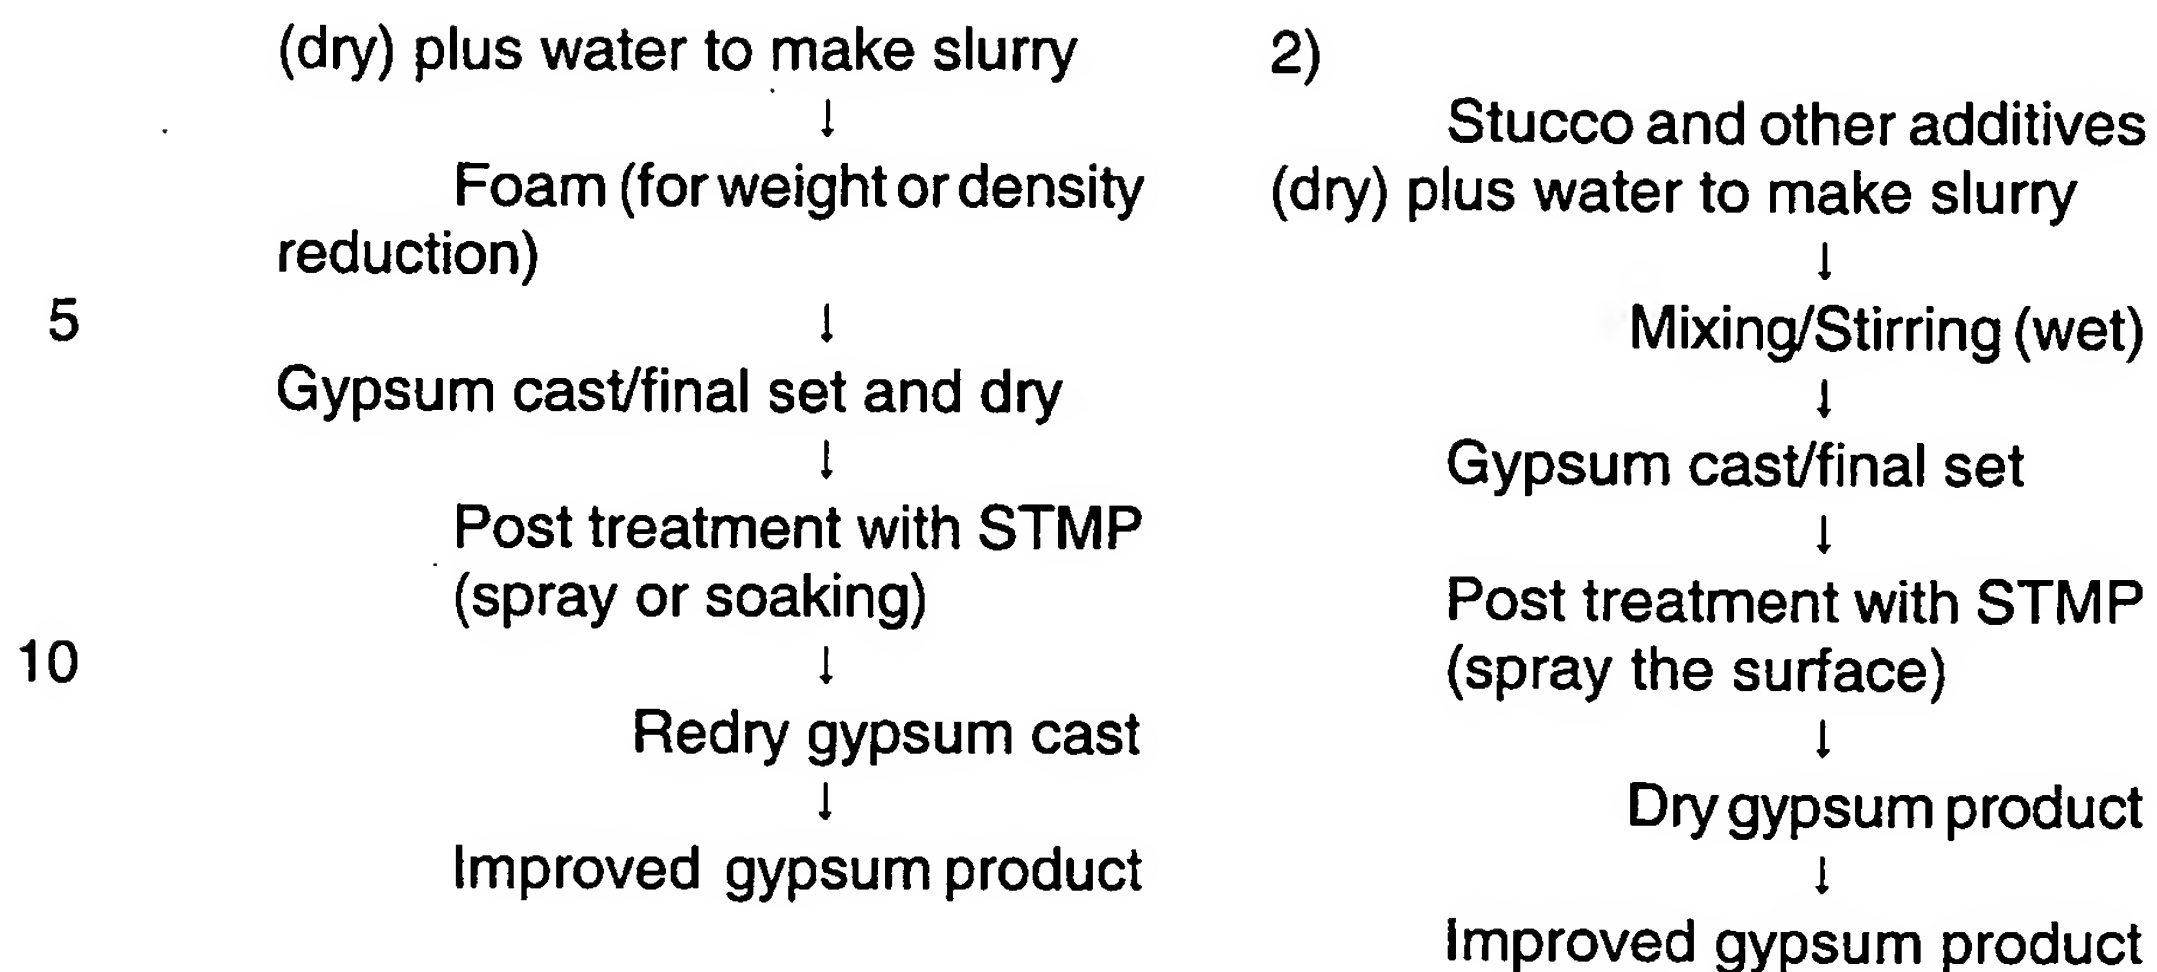 (dry) plus water to make slurry
↓
Foam (for weight or density
reduction)
5
↓
Gypsum cast/final set and dry
↓
Post treatment with STMP
(spray or soaking)
10
↓
Redry gypsum cast
↓
Improved gypsum product
2)
Stucco and other additives
(dry) plus water to make slurry
↓
Mixing/Stirring (wet)
↓
Gypsum cast/final set
↓
Post treatment with STMP
(spray the surface)
↓
Dry gypsum product
↓
Improved gypsum product